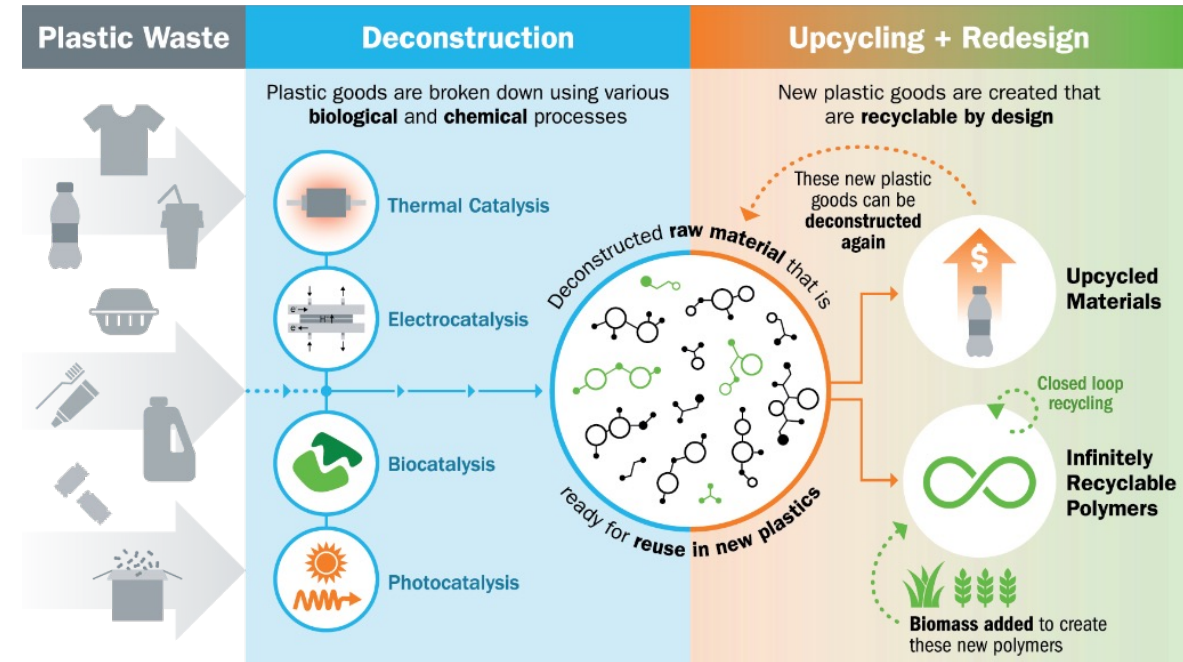 Plastic Waste
Deconstruction
Upcycling + Redesign
Plastic goods are broken down using various
biological and chemical processes
New plastic goods are created that
are recyclable by design
Thermal Catalysis
Electrocatalysis
Biocatalysis
Photocatalysis
Deconstructed raw material that is
ready for reuse in new plastics
These new plastic
goods can be
deconstructed
again
$
Upcycled
Materials
Closed loop
recycling
Infinitely
Recyclable
Polymers
Biomass added to create
these new polymers